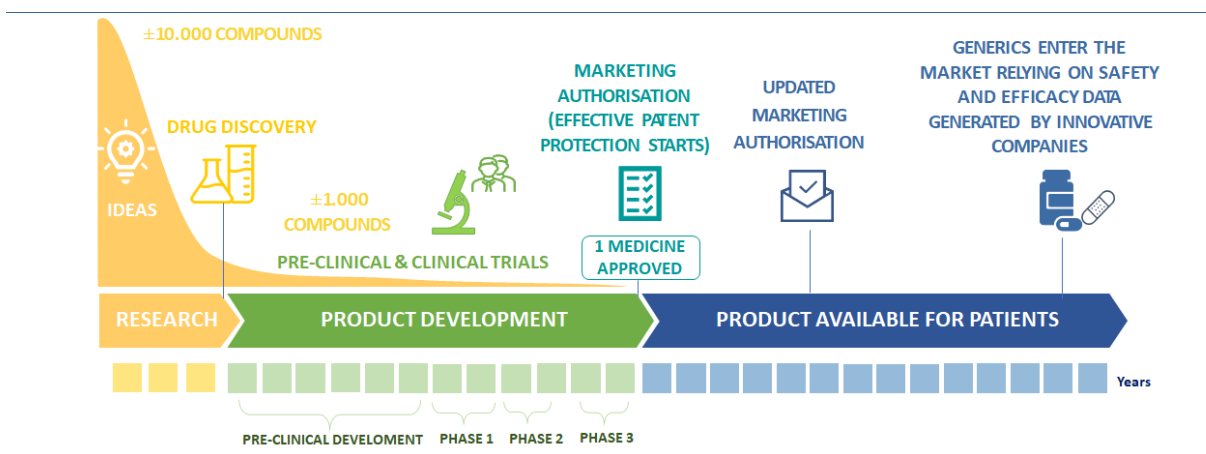 ±10.000 COMPOUNDS
IDEAS
DRUG DISCOVERY
±1.000
COMPOUNDS
PRE-CLINICAL & CLINICAL TRIALS
MARKETING
AUTHORISATION
(EFFECTIVE PATENT
PROTECTION STARTS)
1 MEDICINE
APPROVED
UPDATED
MARKETING
AUTHORISATION
GENERICS ENTER THE
MARKET RELYING ON SAFETY
AND EFFICACY DATA
GENERATED BY INNOVATIVE
COMPANIES
RESEARCH
PRODUCT DEVELOPMENT
PRODUCT AVAILABLE FOR PATIENTS
Years
PRE-CLINICAL DEVELOMENT
PHASE 1
PHASE 2
PHASE 3